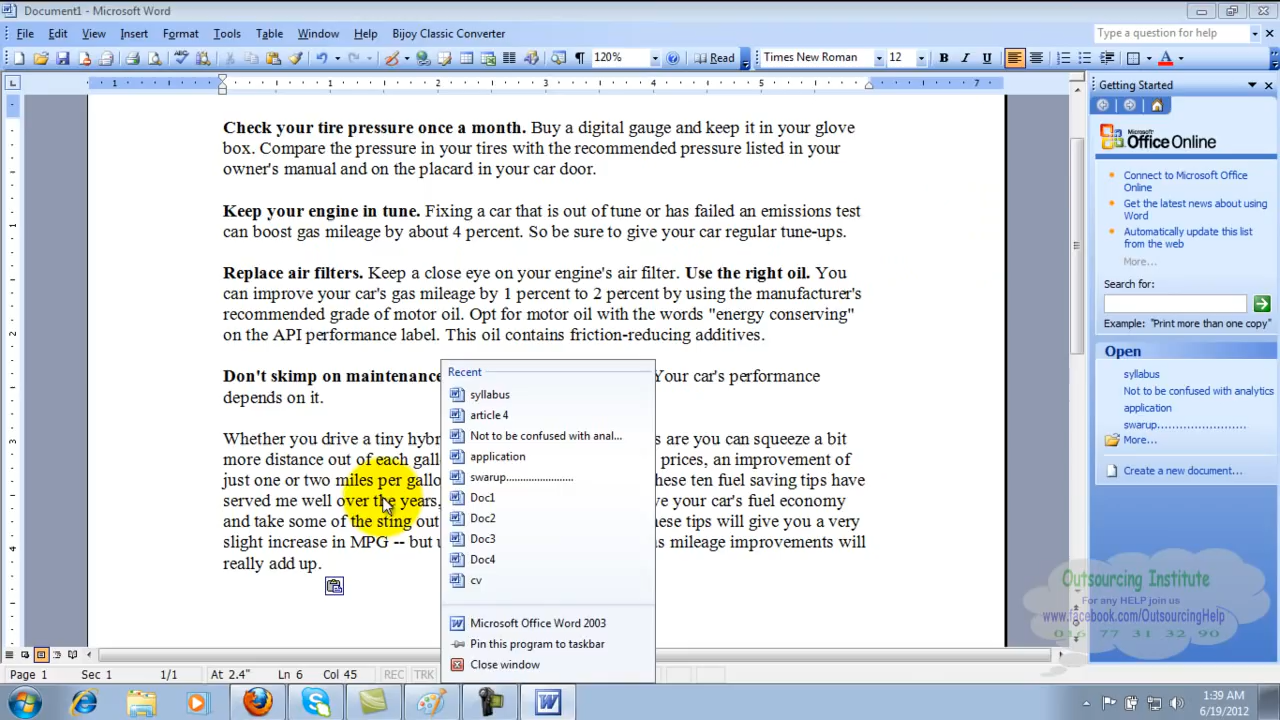 Document1 - Microsoft Word
File Edit View Insert Format Tools Table Window Help Bijoy Classic Converter
Type a question for help
120% Read Times New Roman 12 B I U A
1 1 2 3 4 5 6 7
Check your tire pressure once a month. Buy a digital gauge and keep it in your glove
box. Compare the pressure in your tires with the recommended pressure listed in your
owner's manual and on the placard in your car door.
Keep your engine in tune. Fixing a car that is out of tune or has failed an emissions test
can boost gas mileage by about 4 percent. So be sure to give your car regular tune-ups.
Replace air filters. Keep a close eye on your engine's air filter. Use the right oil. You
can improve your car's gas mileage by 1 percent to 2 percent by using the manufacturer's
recommended grade of motor oil. Opt for motor oil with the words "energy conserving"
on the API performance label. This oil contains friction-reducing additives.
Don't skimp on maintenance Your car's performance
depends on it.
Whether you drive a tiny hybr s are you can squeeze a bit
more distance out of each gall prices, an improvement of
just one or two miles per gallo hese ten fuel saving tips have
served me well over the years, ve your car's fuel economy
and take some of the sting out hese tips will give you a very
slight increase in MPG -- but u s mileage improvements will
really add up.
Recent
syllabus
article 4
Not to be confused with anal...
application
swarup........................
Doc1
Doc2
Doc3
Doc4
cv
Microsoft Office Word 2003
Pin this program to taskbar
Close window
Getting Started
Microsoft
Office Online
Connect to Microsoft Office
Online
Get the latest news about using
Word
Automatically update this list
from the web
More...
Search for:
Example: "Print more than one copy"
Open
syllabus
Not to be confused with analytics
application
swarup........................
More...
Create a new document...
Outsourcing Institute
For any HELP join us
www.facebook.com/OutsourcingHelp
016 77 31 32 90
Page 1 Sec 1 1/1 At 2.4" Ln 6 Col 45 REC TRK
1:39 AM
6/19/2012